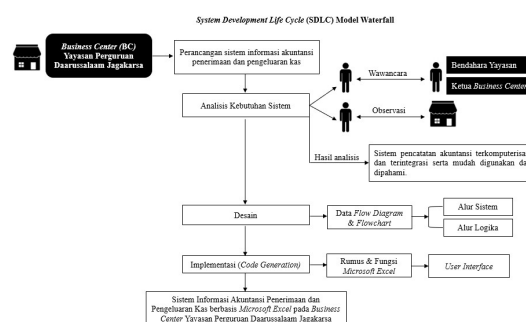 System Development Life Cycle (SDLC) Model Waterfall
Business Center (BC)
Yayasan Perguruan
Daarussalaam Jagakarsa
Perancangan sistem informasi akuntansi
penerimaan dan pengeluaran kas
Wawancara
Bendahara Yayasan
Ketua Business Center
Analisis Kebutuhan Sistem
Observasi
Hasil analisis
Sistem pencatatan akuntansi terkomputerisa
dan terintegrasi serta mudah digunakan da
dipahami.
Desain
Data Flow Diagram
& Flowchart
Alur Sistem
Alur Logika
Implementasi (Code Generation)
Rumus & Fungsi
Microsoft Excel
User Interface
Sistem Informasi Akuntansi Penerimaan dan
Pengeluaran Kas berbasis Microsoft Excel pada Business
Center Yayasan Perguruan Daarussalaam Jagakarsa